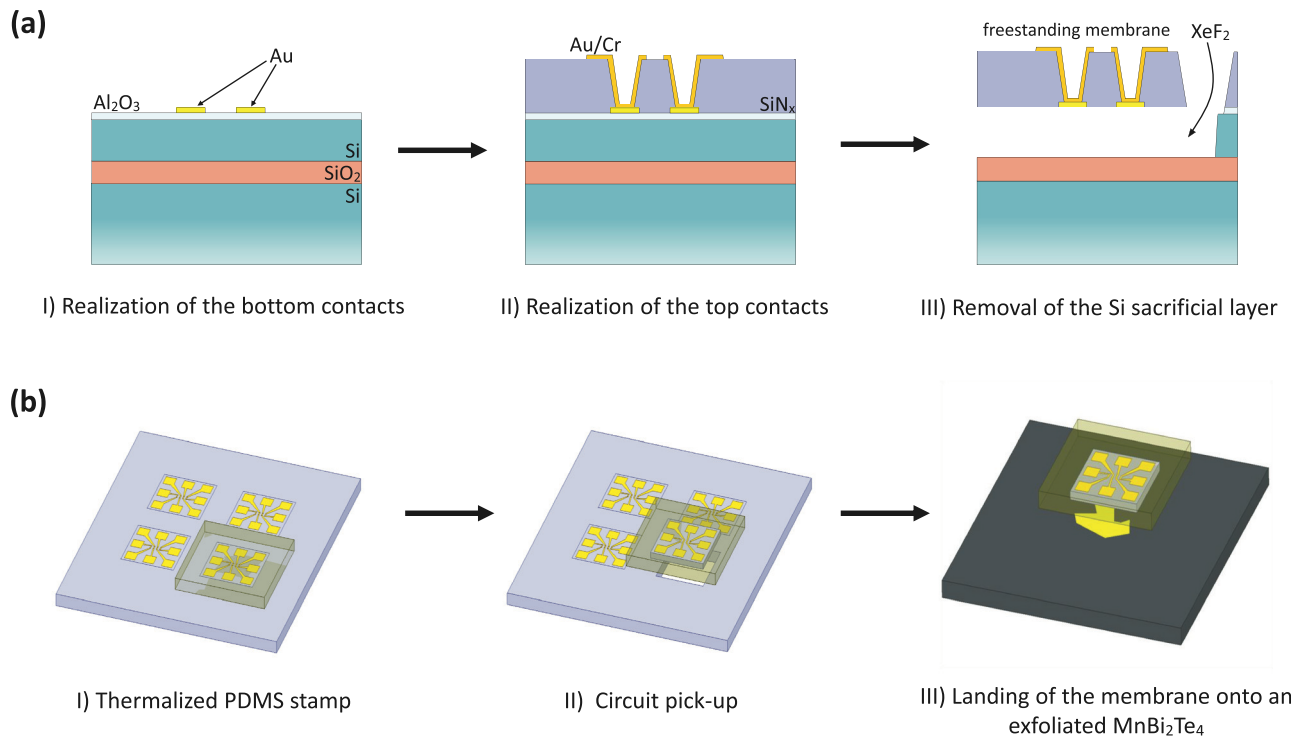 (a)
Au
Al₂O₃
Si
SiO₂
Si
I) Realization of the bottom contacts
Au/Cr
SiNₓ
II) Realization of the top contacts
freestanding membrane
XeF₂
III) Removal of the Si sacrificial layer
(b)
I) Thermalized PDMS stamp
II) Circuit pick-up
III) Landing of the membrane onto an
exfoliated MnBi₂Te₄